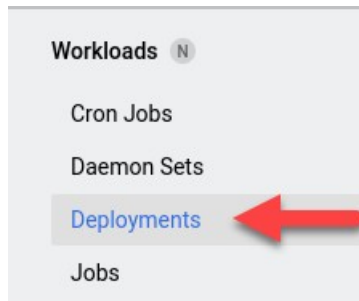 Workloads N
Cron Jobs
Daemon Sets
Deployments
Jobs